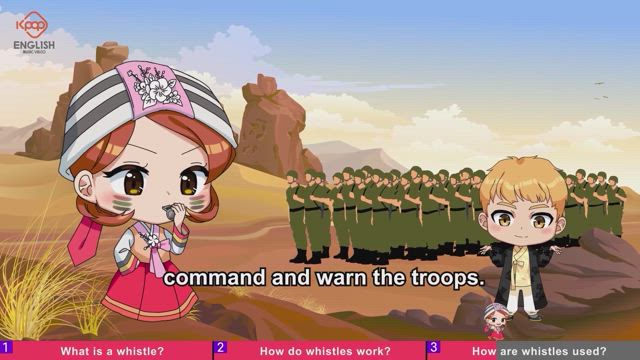 Kpop
ENGLISH
MUSIC VIDEO
command and warn the troops.
1 What is a whistle? 2 How do whistles work? 3 How are whistles used?